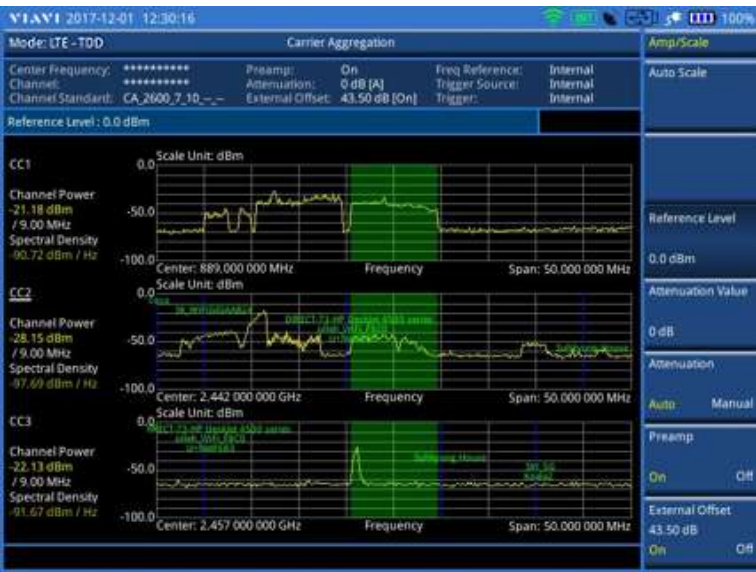 VIAVI 2017-12-01 12:30:16
100%
Mode: LTE - TDD
Carrier Aggregation
Amp/Scale
Center Frequency: **********
Channel: **********
Channel Standard: CA_2600_7_10_--_--
Preamp: On
Attenuation: 0 dB [A]
External Offset: 43.50 dB [On]
Freq Reference: Internal
Trigger Source: Internal
Trigger: Internal
Auto Scale
Reference Level : 0.0 dBm
CC1
Channel Power
-21.18 dBm
/ 9.00 MHz
Spectral Density
-90.72 dBm / Hz
Scale Unit: dBm
0.0
-50.0
-100.0
Center: 889.000 000 MHz
Frequency
Span: 50.000 000 MHz
CC2
Channel Power
-28.15 dBm
/ 9.00 MHz
Spectral Density
-97.69 dBm / Hz
Scale Unit: dBm
0.0
-50.0
-100.0
DIRECT-73-HP DeskJet 4500 series
Center: 2.442 000 000 GHz
Frequency
Span: 50.000 000 MHz
CC3
Channel Power
-22.13 dBm
/ 9.00 MHz
Spectral Density
-91.67 dBm / Hz
Scale Unit: dBm
0.0
-50.0
-100.0
Center: 2.457 000 000 GHz
Frequency
Span: 50.000 000 MHz
Reference Level
0.0 dBm
Attenuation Value
0 dB
Attenuation
Auto Manual
Preamp
On Off
External Offset
43.50 dB
On Off